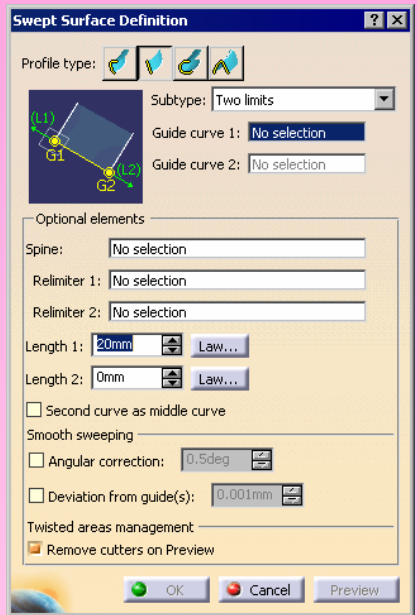 Swept Surface Definition
Profile type:
Subtype: Two limits
(L1)
G1
(L2)
G2
Guide curve 1: No selection
Guide curve 2: No selection
Optional elements
Spine: No selection
Relimiter 1: No selection
Relimiter 2: No selection
Length 1: 20mm Law...
Length 2: 0mm Law...
Second curve as middle curve
Smooth sweeping
Angular correction: 0.5deg
Deviation from guide(s): 0.001mm
Twisted areas management
Remove cutters on Preview
OK Cancel Preview